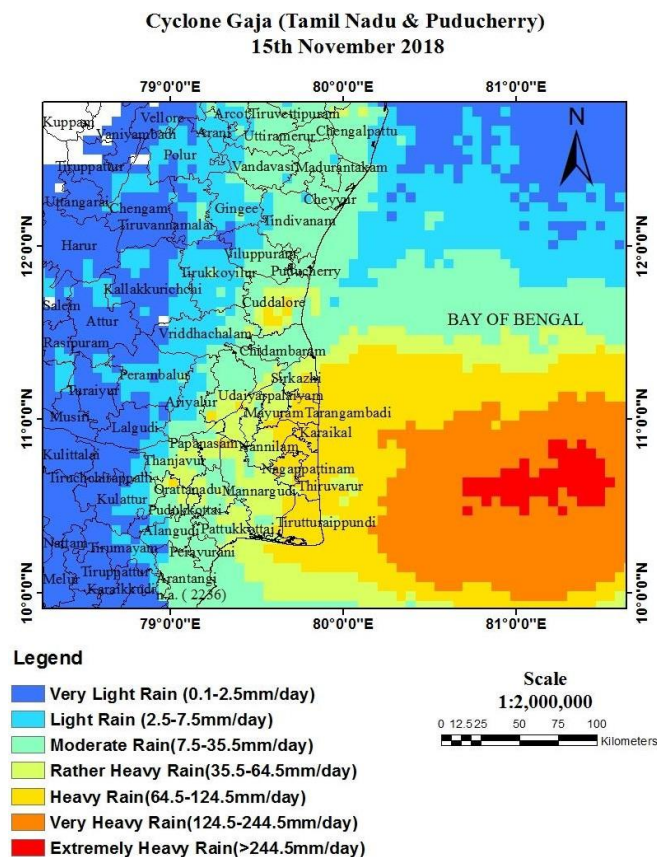 Cyclone Gaja (Tamil Nadu & Puducherry)
15th November 2018
79°0'0"E 80°0'0"E 81°0'0"E
N
Kuppam
Vellore
Arcot
Tiruvettipuram
Vaniyambadi
Arani
Uttiramerur
Chengalpattu
Polur
Tiruppattur
Vandavasi
Madurantakam
Uttangarai
Chengam
Gingee
Cheyyur
Tiruvannamalai
Tindivanam
12°0'0"N
12°0'0"N
Harur
Viluppuram
Tirukkoyilur
Puducherry
Kallakkurichchi
Cuddalore
Salem
Attur
BAY OF BENGAL
Rasipuram
Vriddhachalam
Chidambaram
Perambalur
Sirkazhi
Turaiyur
Ariyalur
Udaiyarpalaiyam
11°0'0"N
11°0'0"N
Musiri
Mayuram
Tarangambadi
Lalgudi
Karaikal
Papanasam
Nannilam
Kulittalai
Thanjavur
Nagappattinam
Tiruchchirappalli
Orattanadu
Mannargudi
Thiruvarur
Kulattur
Pudukkottai
Tirutturaippundi
Alangudi
Pattukkottai
Nattam
Tirumayam
Peravurani
Tiruppattur
Melur
Karaikkudi
Arantangi
n.a. ( 2236)
10°0'0"N
10°0'0"N
79°0'0"E 80°0'0"E 81°0'0"E
Legend
Very Light Rain (0.1-2.5mm/day)
Light Rain (2.5-7.5mm/day)
Moderate Rain(7.5-35.5mm/day)
Rather Heavy Rain(35.5-64.5mm/day)
Heavy Rain(64.5-124.5mm/day)
Very Heavy Rain(124.5-244.5mm/day)
Extremely Heavy Rain(>244.5mm/day)
Scale
1:2,000,000
0 12.525 50 75 100
Kilometers